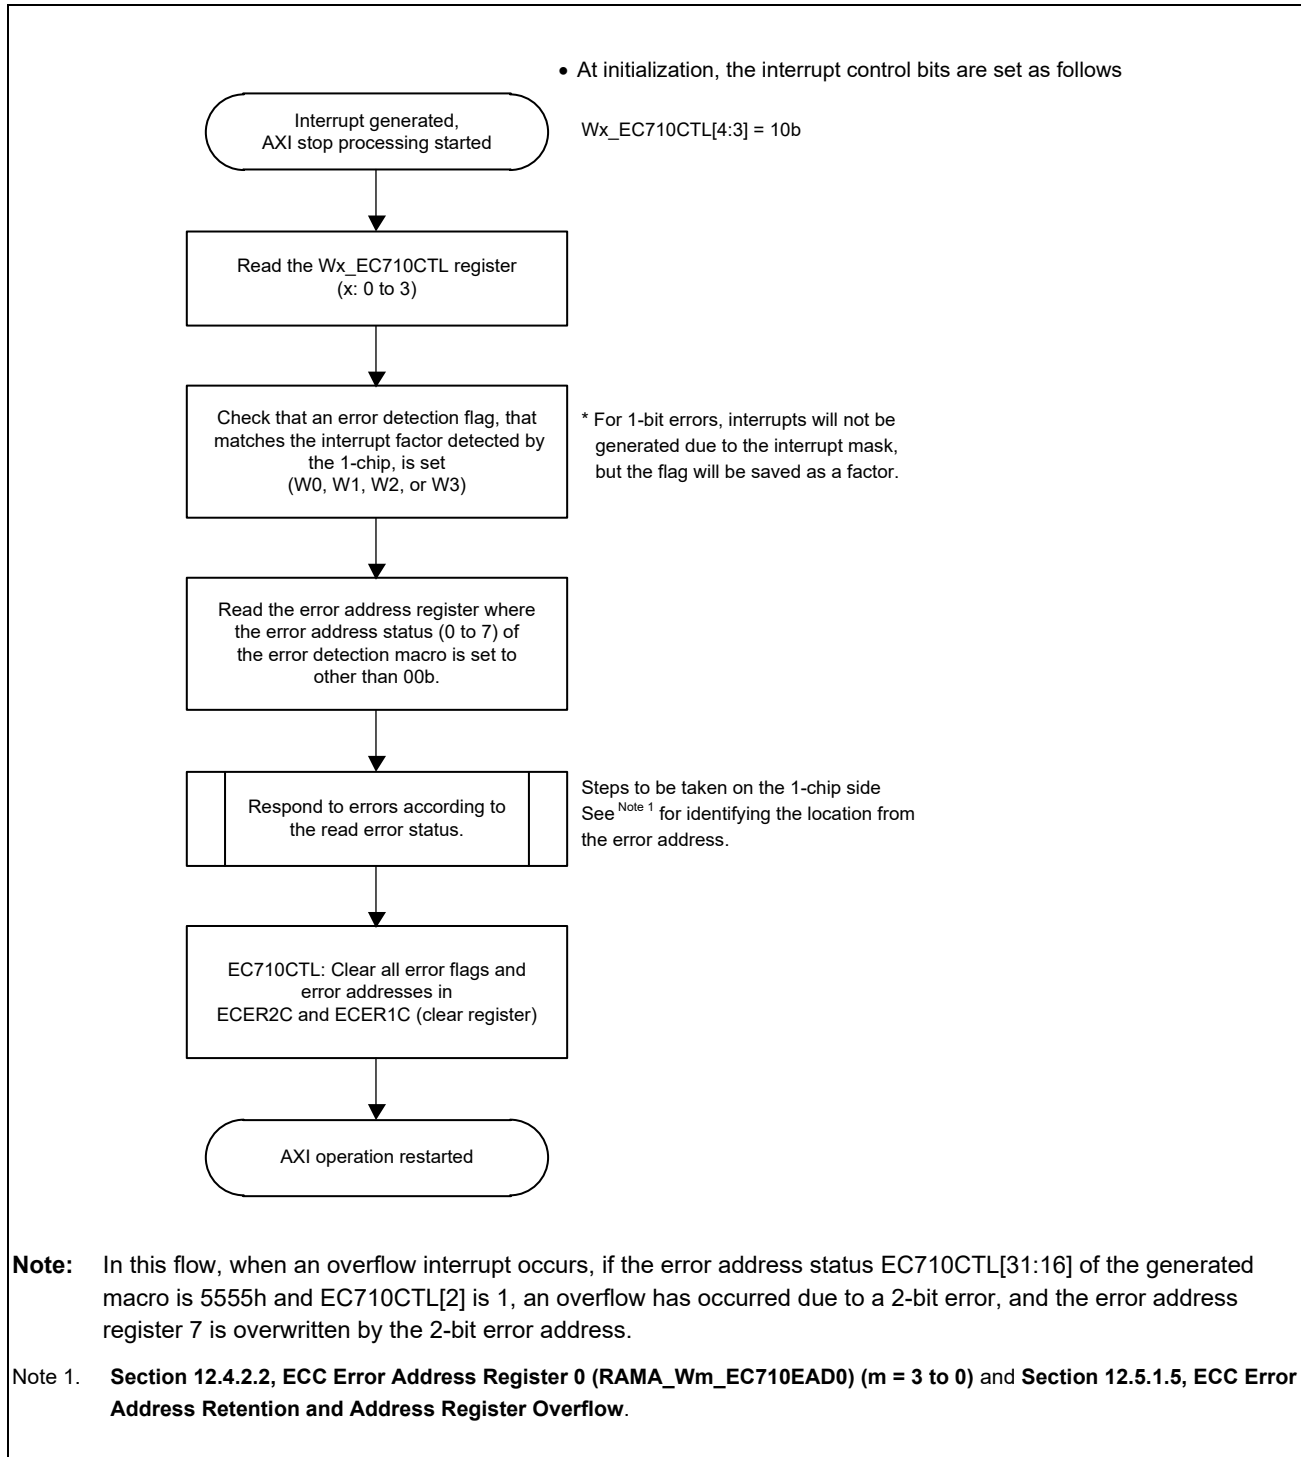 • At initialization, the interrupt control bits are set as follows
Interrupt generated,
AXI stop processing started
Wx_EC710CTL[4:3] = 10b
Read the Wx_EC710CTL register
(x: 0 to 3)
Check that an error detection flag, that
matches the interrupt factor detected by
the 1-chip, is set
(W0, W1, W2, or W3)
* For 1-bit errors, interrupts will not be
generated due to the interrupt mask,
but the flag will be saved as a factor.
Read the error address register where
the error address status (0 to 7) of
the error detection macro is set to
other than 00b.
Respond to errors according to
the read error status.
Steps to be taken on the 1-chip side
See Note 1 for identifying the location from
the error address.
EC710CTL: Clear all error flags and
error addresses in
ECER2C and ECER1C (clear register)
AXI operation restarted
Note: In this flow, when an overflow interrupt occurs, if the error address status EC710CTL[31:16] of the generated
macro is 5555h and EC710CTL[2] is 1, an overflow has occurred due to a 2-bit error, and the error address
register 7 is overwritten by the 2-bit error address.
Note 1. Section 12.4.2.2, ECC Error Address Register 0 (RAMA_Wm_EC710EAD0) (m = 3 to 0) and Section 12.5.1.5, ECC Error
Address Retention and Address Register Overflow.